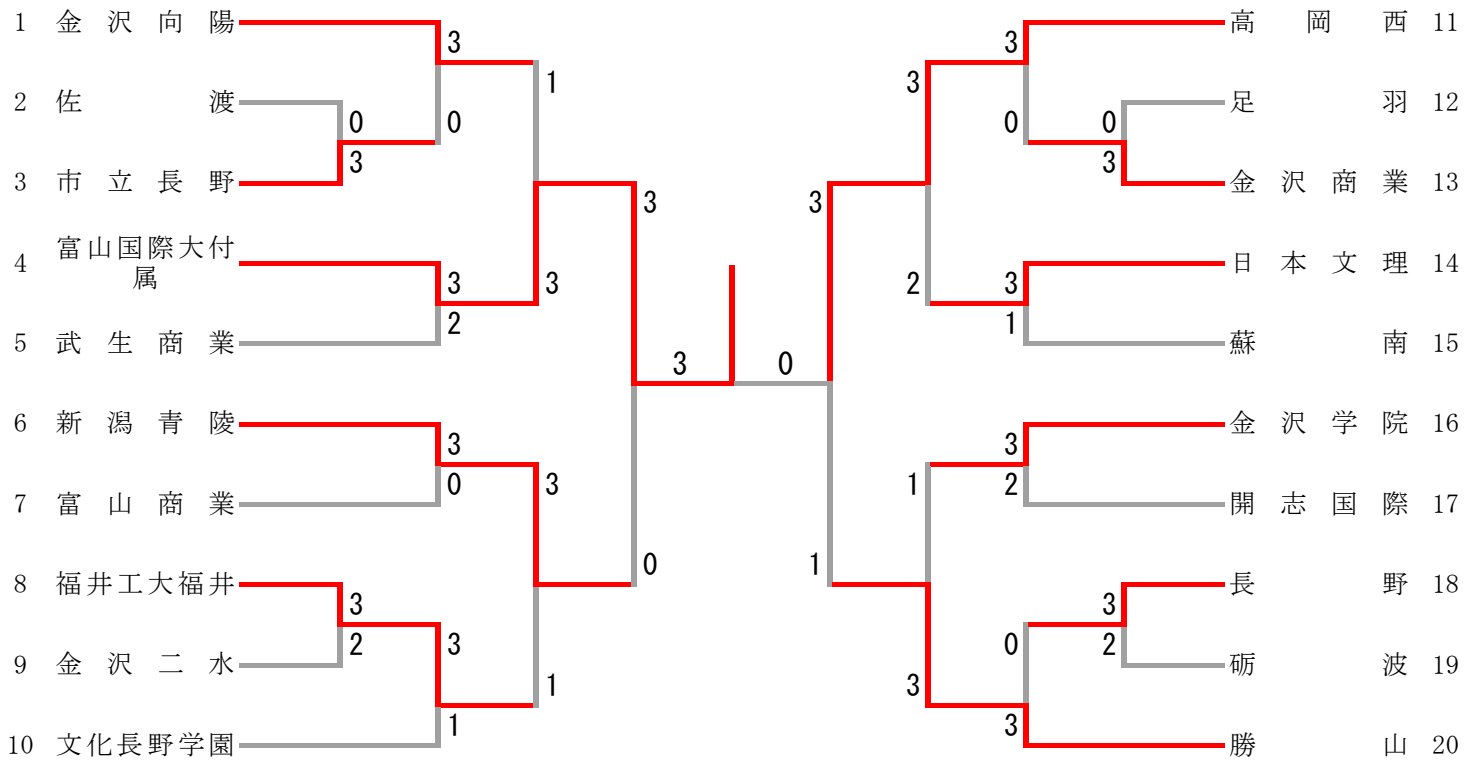 1 金沢向陽
3
2 佐渡
0
0
3
3 市立長野
1
4 富山国際大付
属
3
2
5 武生商業
3
3
6 新潟青陵
3
0
7 富山商業
3
8 福井工大福井
3
2
9 金沢二水
3
1
10 文化長野学園
1
0
3 0
高岡西 11
3
足羽 12
0
0
3
金沢商業 13
3
日本文理 14
3
1
蘇南 15
2
3
金沢学院 16
3
2
開志国際 17
1
長野 18
3
2
砺波 19
0
3
勝山 20
3
1